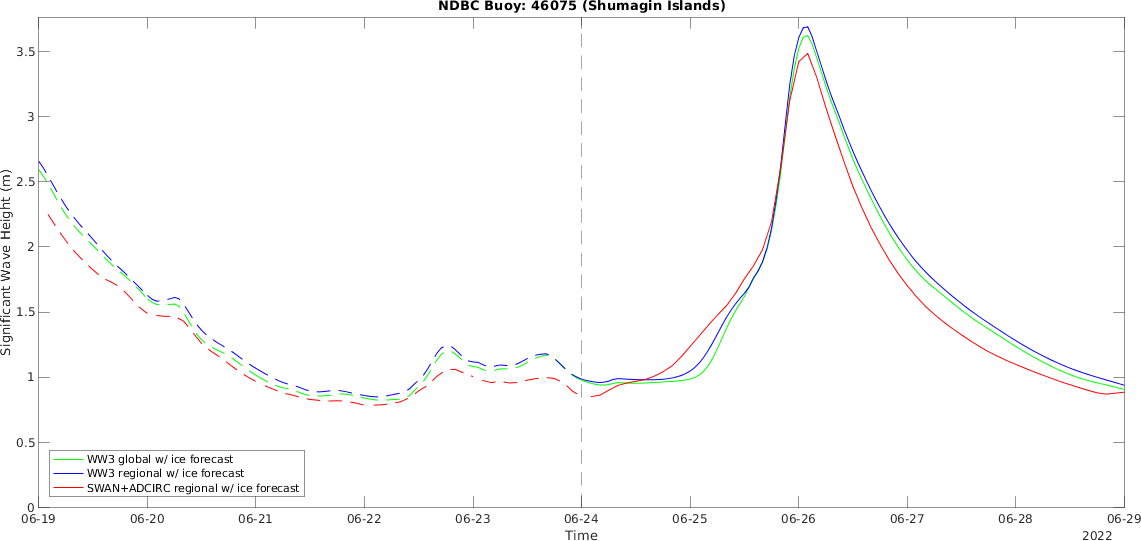 NDBC Buoy: 46075 (Shumagin Islands)
3.5
3
2.5
2
1.5
1
0.5
0
Significant Wave Height (m)
WW3 global w/ ice forecast
WW3 regional w/ ice forecast
SWAN+ADCIRC regional w/ ice forecast
06-19 06-20 06-21 06-22 06-23 06-24 06-25 06-26 06-27 06-28 06-29
Time
2022